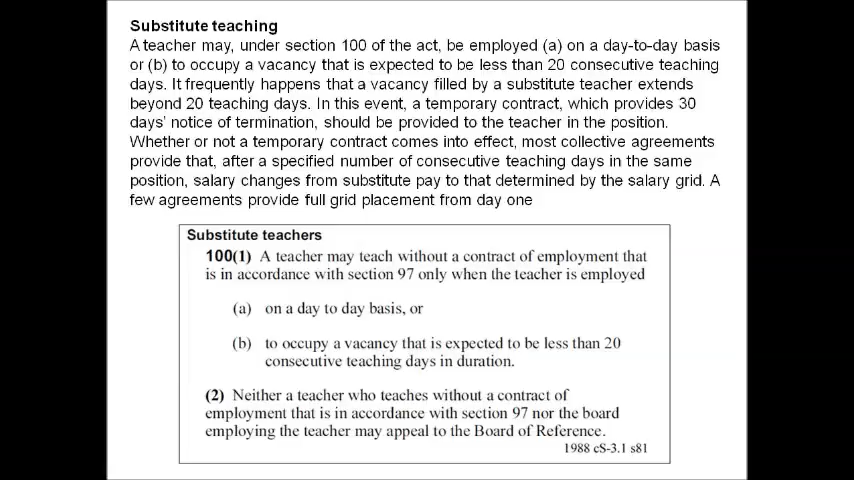 Substitute teaching
A teacher may, under section 100 of the act, be employed (a) on a day-to-day basis
or (b) to occupy a vacancy that is expected to be less than 20 consecutive teaching
days. It frequently happens that a vacancy filled by a substitute teacher extends
beyond 20 teaching days. In this event, a temporary contract, which provides 30
days' notice of termination, should be provided to the teacher in the position.
Whether or not a temporary contract comes into effect, most collective agreements
provide that, after a specified number of consecutive teaching days in the same
position, salary changes from substitute pay to that determined by the salary grid. A
few agreements provide full grid placement from day one
Substitute teachers
100(1) A teacher may teach without a contract of employment that
is in accordance with section 97 only when the teacher is employed
(a) on a day to day basis, or
(b) to occupy a vacancy that is expected to be less than 20
consecutive teaching days in duration.
(2) Neither a teacher who teaches without a contract of
employment that is in accordance with section 97 nor the board
employing the teacher may appeal to the Board of Reference.
1988 cS-3.1 s81